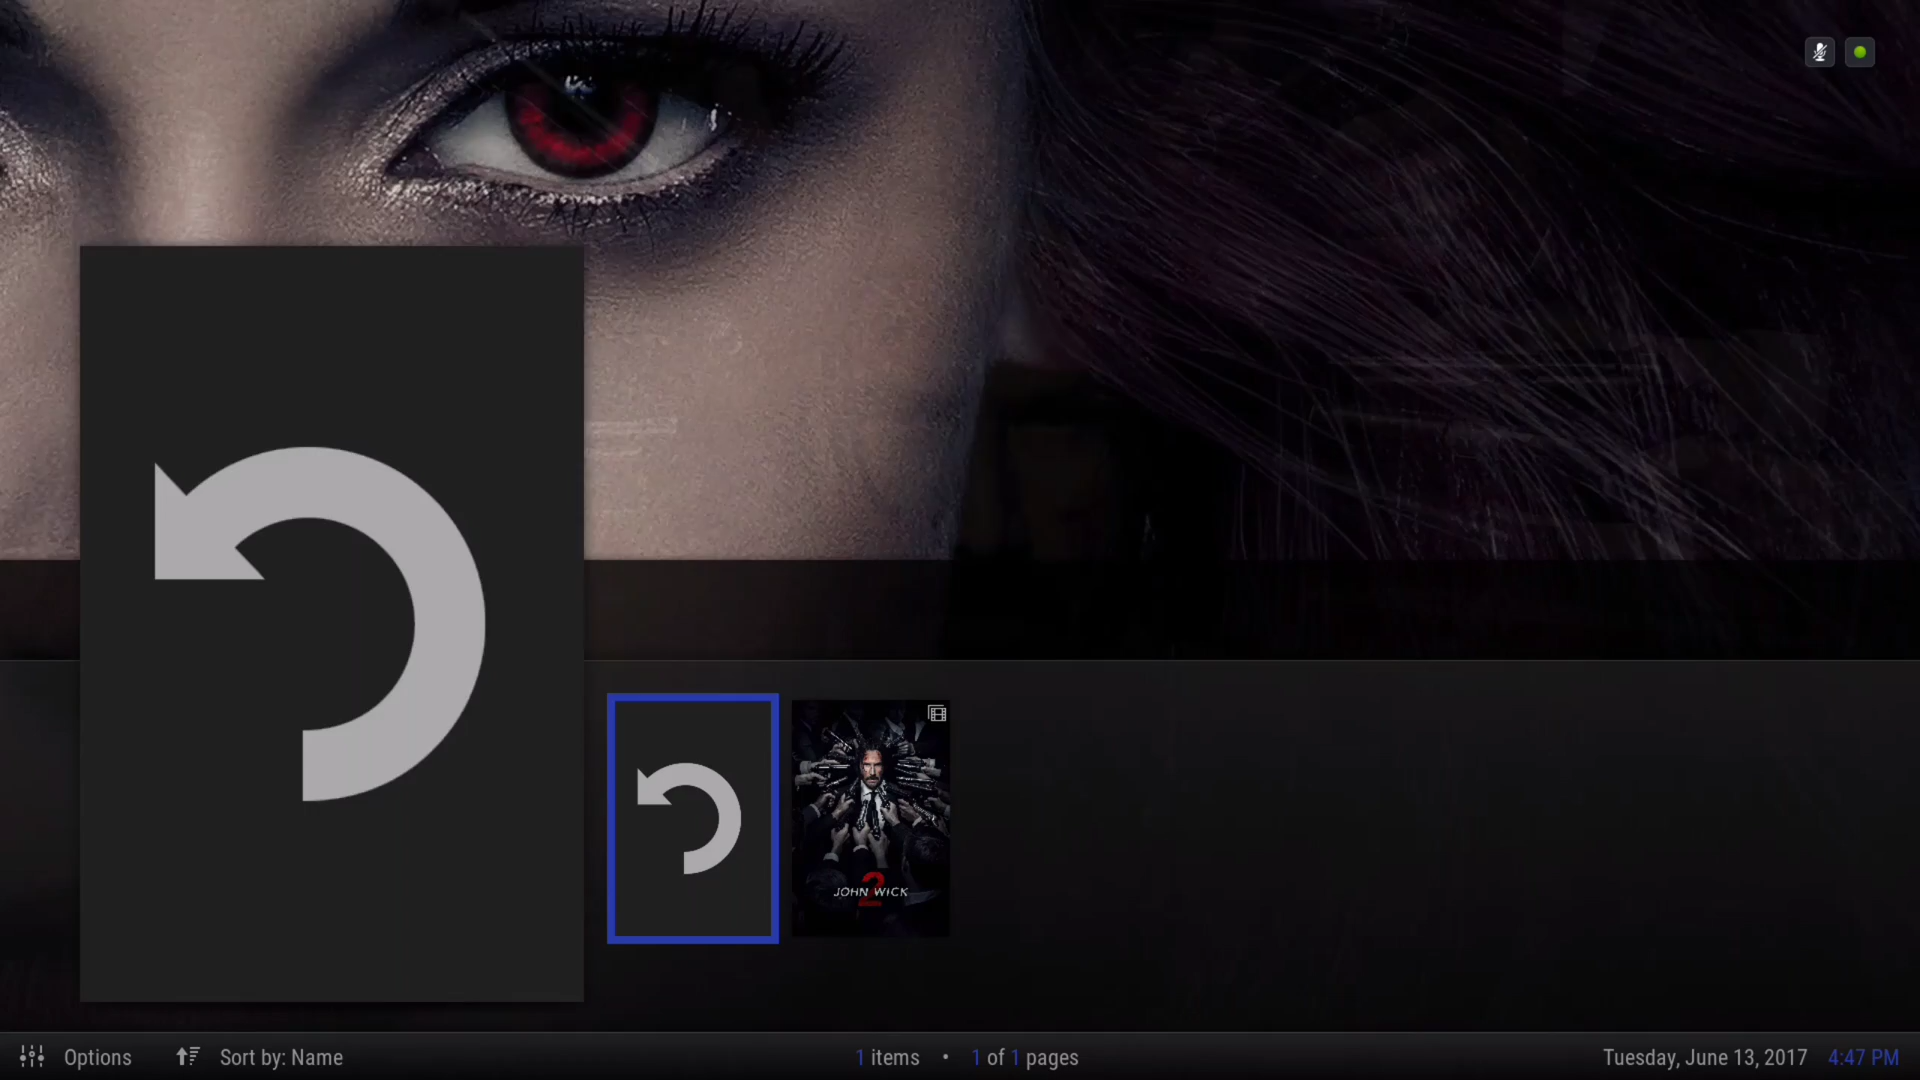 2
JOHN WICK
Options
Sort by: Name
1 items • 1 of 1 pages
Tuesday, June 13, 2017 4:47 PM